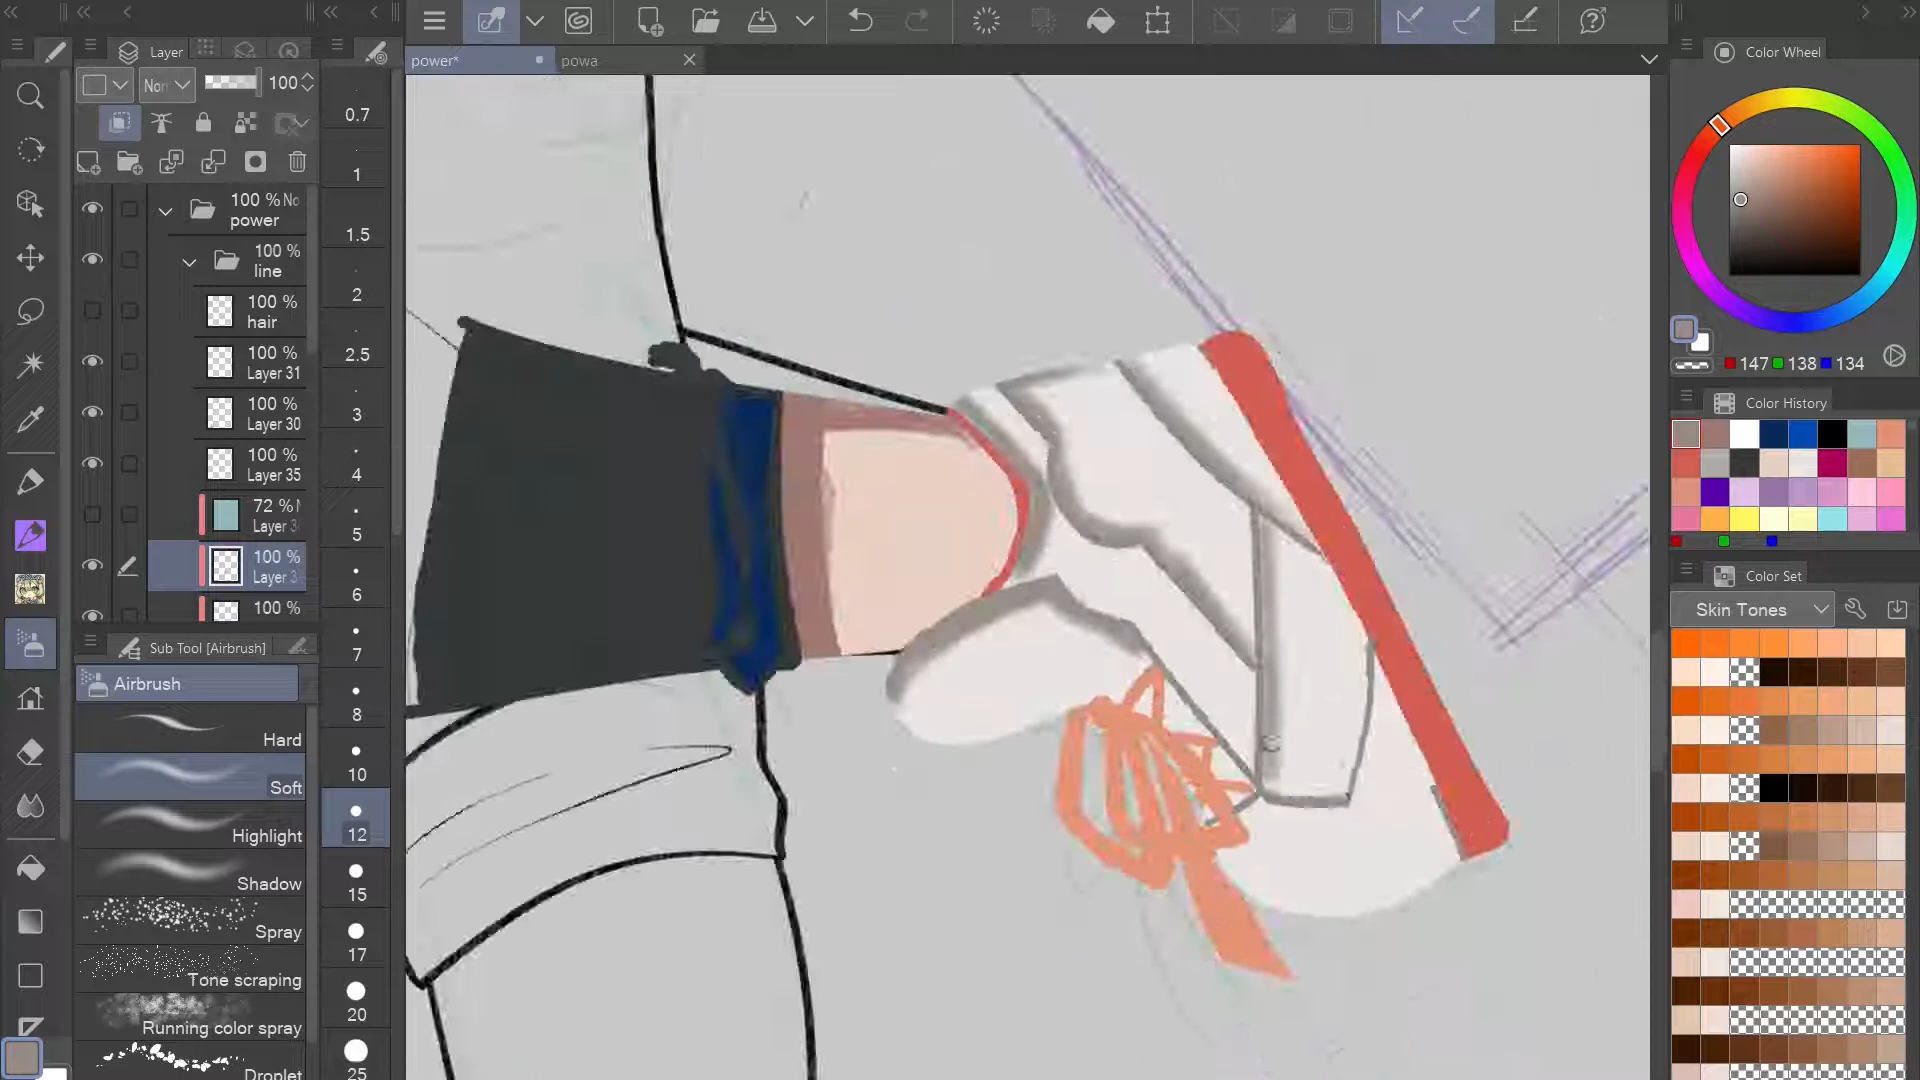 Layer
Color Wheel
power*
powa
Nor
100
0.7
1
1.5
2
2.5
3
4
5
6
7
8
10
12
15
17
20
25
100 % No
power
100 %
line
100 %
hair
100 %
Layer 31
100 %
Layer 30
100 %
Layer 35
72 %
Layer 3
100 %
Layer 3
100 %
Sub Tool [Airbrush]
Airbrush
Hard
Soft
Highlight
Shadow
Spray
Tone scraping
Running color spray
Droplet
147 138 134
Color History
Color Set
Skin Tones